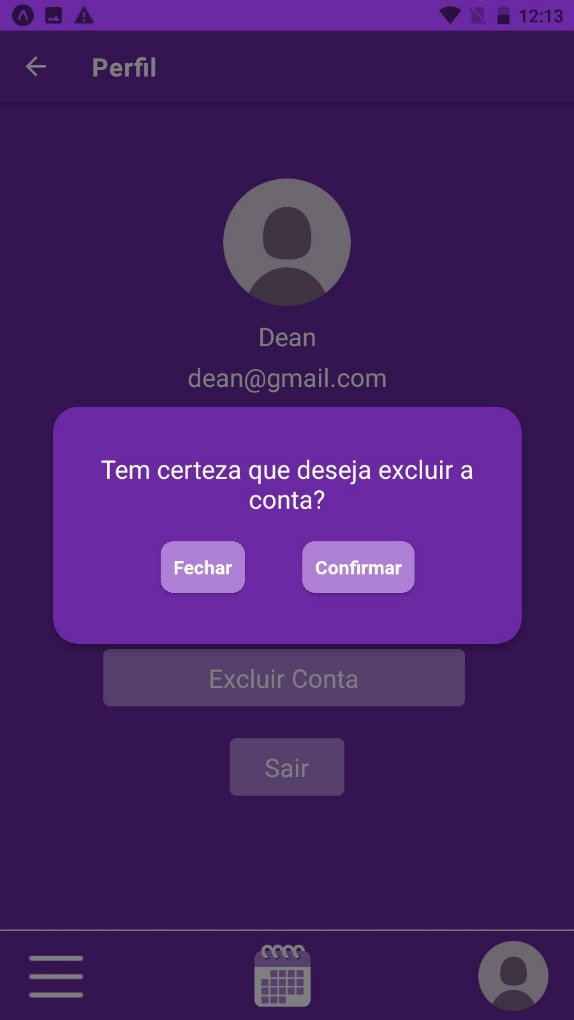 12:13
Perfil
Dean
dean@gmail.com
Tem certeza que deseja excluir a
conta?
Fechar
Confirmar
Excluir Conta
Sair